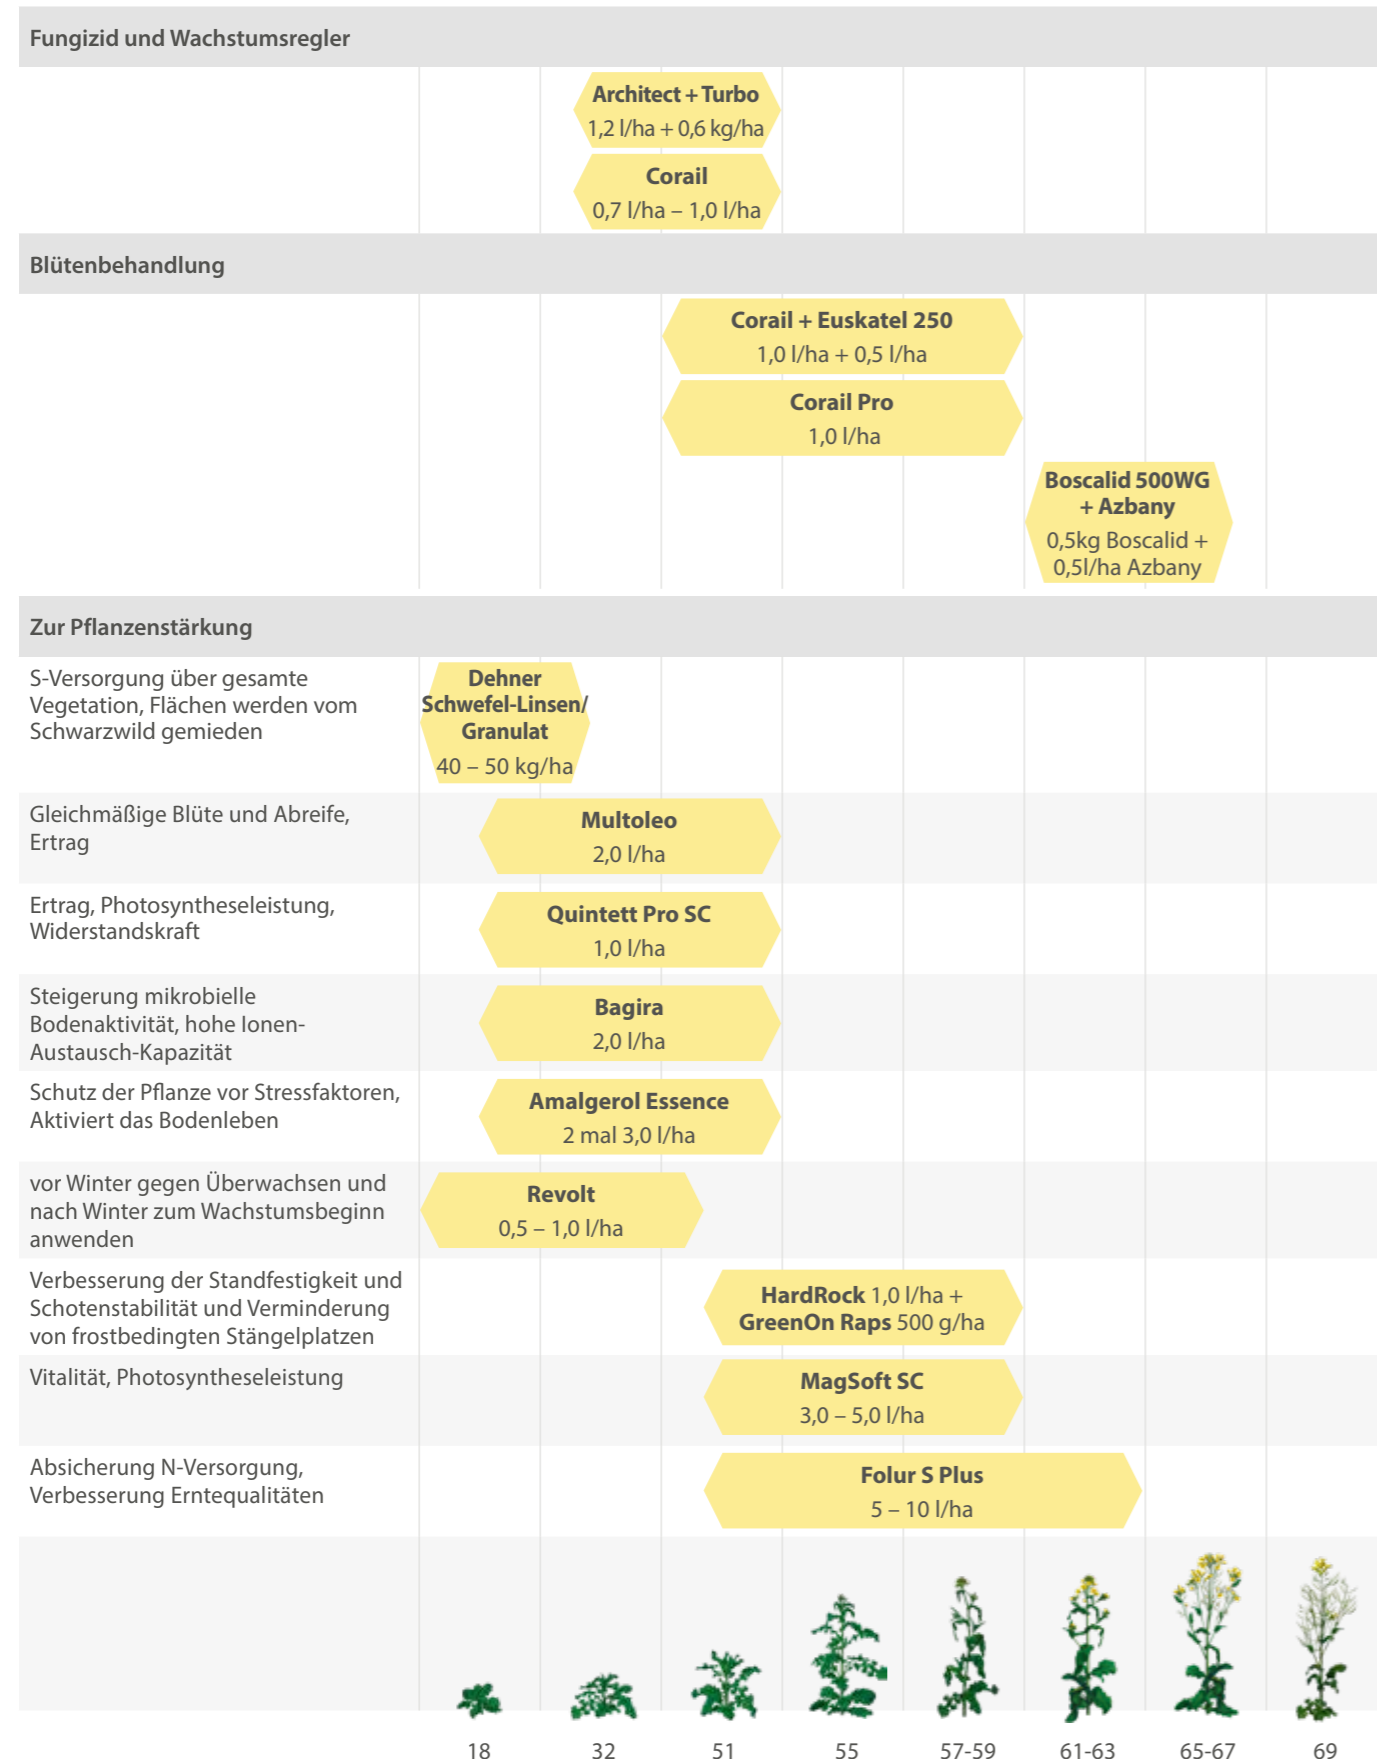 Fungizid und Wachstumsregler
Architect + Turbo
1,2 l/ha + 0,6 kg/ha
Corail
0,7 l/ha – 1,0 l/ha
Blütenbehandlung
Corail + Euskatel 250
1,0 l/ha + 0,5 l/ha
Corail Pro
1,0 l/ha
Boscalid 500WG
+ Azbany
0,5kg Boscalid +
0,5l/ha Azbany
Zur Pflanzenstärkung
S-Versorgung über gesamte
Vegetation, Flächen werden vom
Schwarzwild gemieden
Dehner
Schwefel-Linsen/
Granulat
40 – 50 kg/ha
Gleichmäßige Blüte und Abreife,
Ertrag
Multoleo
2,0 l/ha
Ertrag, Photosyntheseleistung,
Widerstandskraft
Quintett Pro SC
1,0 l/ha
Steigerung mikrobielle
Bodenaktivität, hohe Ionen-
Austausch-Kapazität
Bagira
2,0 l/ha
Schutz der Pflanze vor Stressfaktoren,
Aktiviert das Bodenleben
Amalgerol Essence
2 mal 3,0 l/ha
vor Winter gegen Überwachsen und
nach Winter zum Wachstumsbeginn
anwenden
Revolt
0,5 – 1,0 l/ha
Verbesserung der Standfestigkeit und
Schotenstabilität und Verminderung
von frostbedingten Stängelplatzen
HardRock 1,0 l/ha +
GreenOn Raps 500 g/ha
Vitalität, Photosyntheseleistung
MagSoft SC
3,0 – 5,0 l/ha
Absicherung N-Versorgung,
Verbesserung Erntequalitäten
Folur S Plus
5 – 10 l/ha
18 32 51 55 57-59 61-63 65-67 69